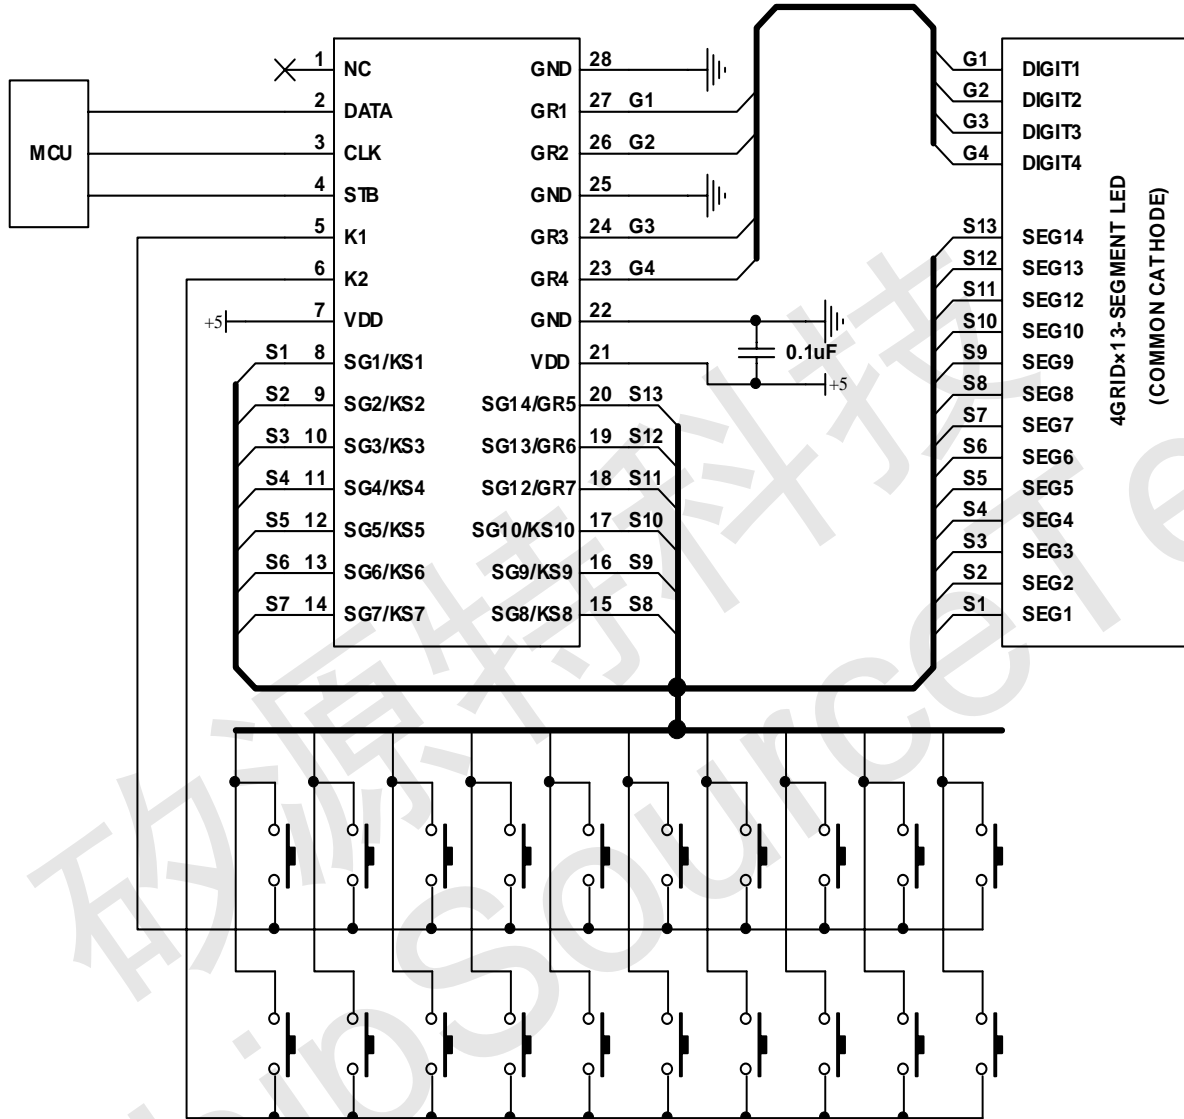 MCU
1 NC
2 DATA
3 CLK
4 STB
5 K1
6 K2
+5 7 VDD
S1 8 SG1/KS1
S2 9 SG2/KS2
S3 10 SG3/KS3
S4 11 SG4/KS4
S5 12 SG5/KS5
S6 13 SG6/KS6
S7 14 SG7/KS7
GND 28
GR1 27 G1
GR2 26 G2
GND 25
GR3 24 G3
GR4 23 G4
GND 22
VDD 21
SG14/GR5 20 S13
SG13/GR6 19 S12
SG12/GR7 18 S11
SG10/KS10 17 S10
SG9/KS9 16 S9
SG8/KS8 15 S8
0.1uF
+5
G1 DIGIT1
G2 DIGIT2
G3 DIGIT3
G4 DIGIT4
S13 SEG14
S12 SEG13
S11 SEG12
S10 SEG10
S9 SEG9
S8 SEG8
S7 SEG7
S6 SEG6
S5 SEG5
S4 SEG4
S3 SEG3
S2 SEG2
S1 SEG1
4GRID×13-SEGMENT LED
(COMMON CATHODE)
矽源特科技